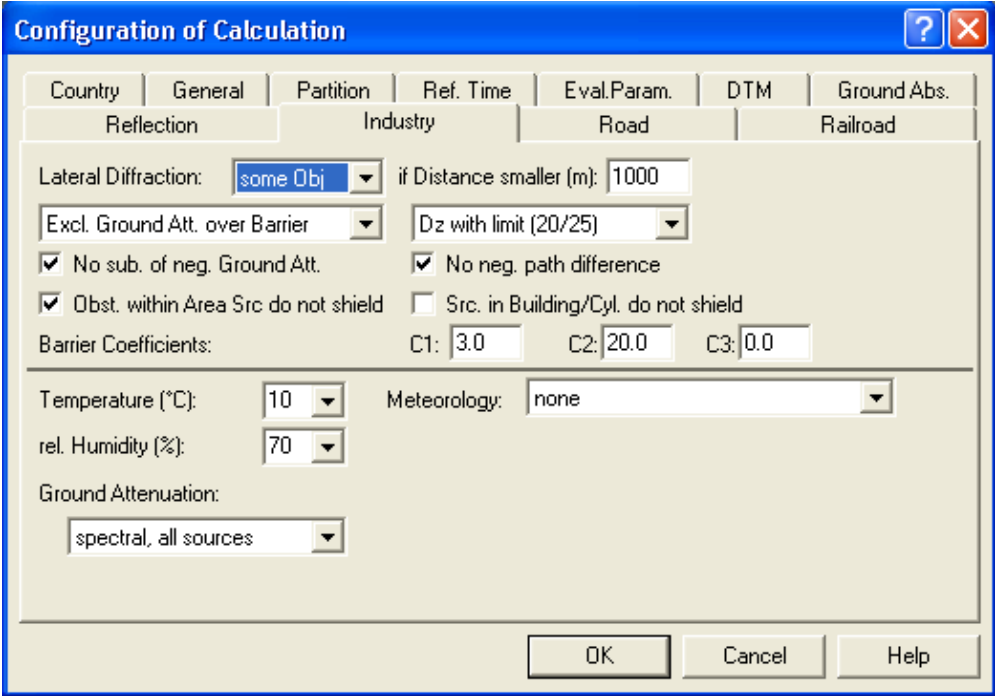 Configuration of Calculation
Country General Partition Ref. Time Eval.Param. DTM Ground Abs.
Reflection Industry Road Railroad
Lateral Diffraction: some Obj if Distance smaller (m): 1000
Excl. Ground Att. over Barrier Dz with limit (20/25)
No sub. of neg. Ground Att. No neg. path difference
Obst. within Area Src do not shield Src. in Building/Cyl. do not shield
Barrier Coefficients: C1: 3.0 C2: 20.0 C3: 0.0
Temperature (°C): 10 Meteorology: none
rel. Humidity (%): 70
Ground Attenuation:
spectral, all sources
OK Cancel Help